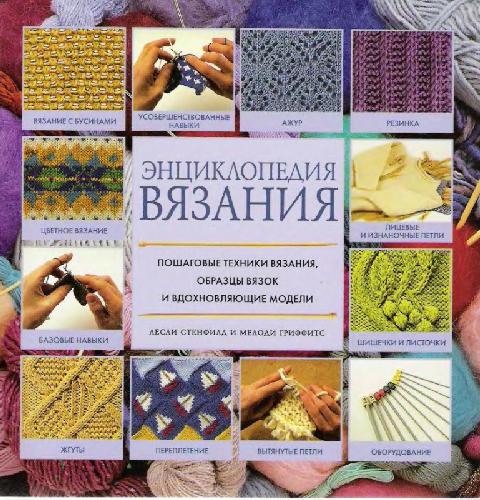 ВЯЗАНИЕ С БУСИНАМИ
УСОВЕРШЕНСТВОВАННЫЕ
НАВЫКИ
АЖУР
РЕЗИНКА
ЭНЦИКЛОПЕДИЯ
ВЯЗАНИЯ
ЦВЕТНОЕ ВЯЗАНИЕ
ЛИЦЕВЫЕ
И ИЗНАНОЧНЫЕ ПЕТЛИ
ПОШАГОВЫЕ ТЕХНИКИ ВЯЗАНИЯ,
ОБРАЗЦЫ ВЯЗОК
И ВДОХНОВЛЯЮЩИЕ МОДЕЛИ
ЛЕСЛИ СТЕНФИЛД И МЕЛОДИ ГРИФФИТС
БАЗОВЫЕ НАВЫКИ
ШИШЕЧКИ И ЛИСТОЧКИ
ЖГУТЫ
ПЕРЕПЛЕТЕНИЕ
ВЫТЯНУТЫЕ ПЕТЛИ
ОБОРУДОВАНИЕ